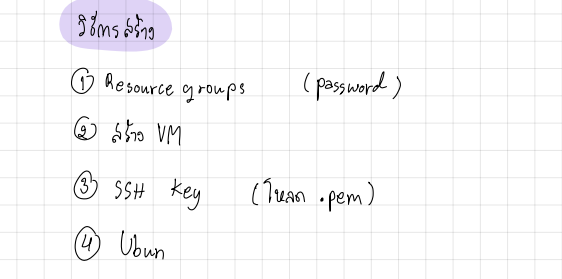 วิธีการสร้าง
① Resource groups (password)
② สร้าง VM
③ SSH key (โหลด .pem)
④ Ubun